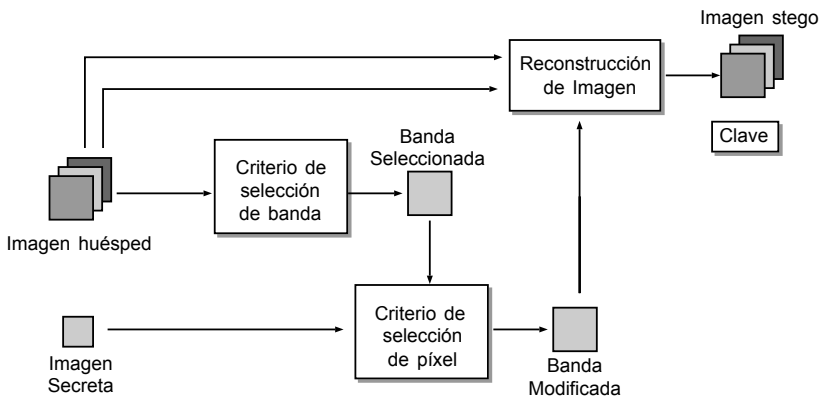 Imagen stego
Reconstrucción
de Imagen
Clave
Banda
Seleccionada
Criterio de
selección
de banda
Imagen huésped
Criterio de
selección
de píxel
Imagen
Secreta
Banda
Modificada